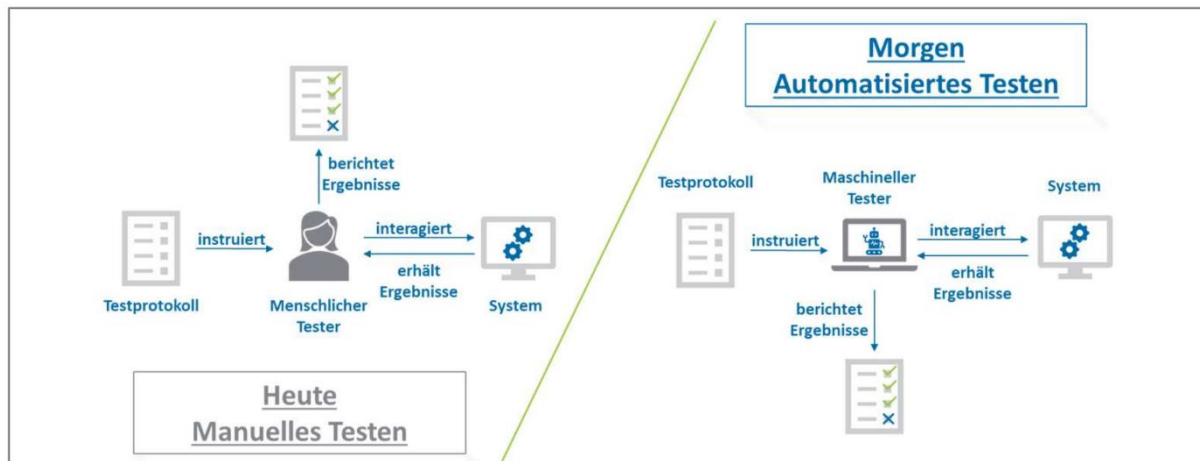 berichtet
Ergebnisse
instruiert
interagiert
erhält
Ergebnisse
Testprotokoll
Menschlicher
Tester
System
Heute
Manuelles Testen
Morgen
Automatisiertes Testen
Testprotokoll
Maschineller
Tester
System
instruiert
interagiert
erhält
Ergebnisse
berichtet
Ergebnisse